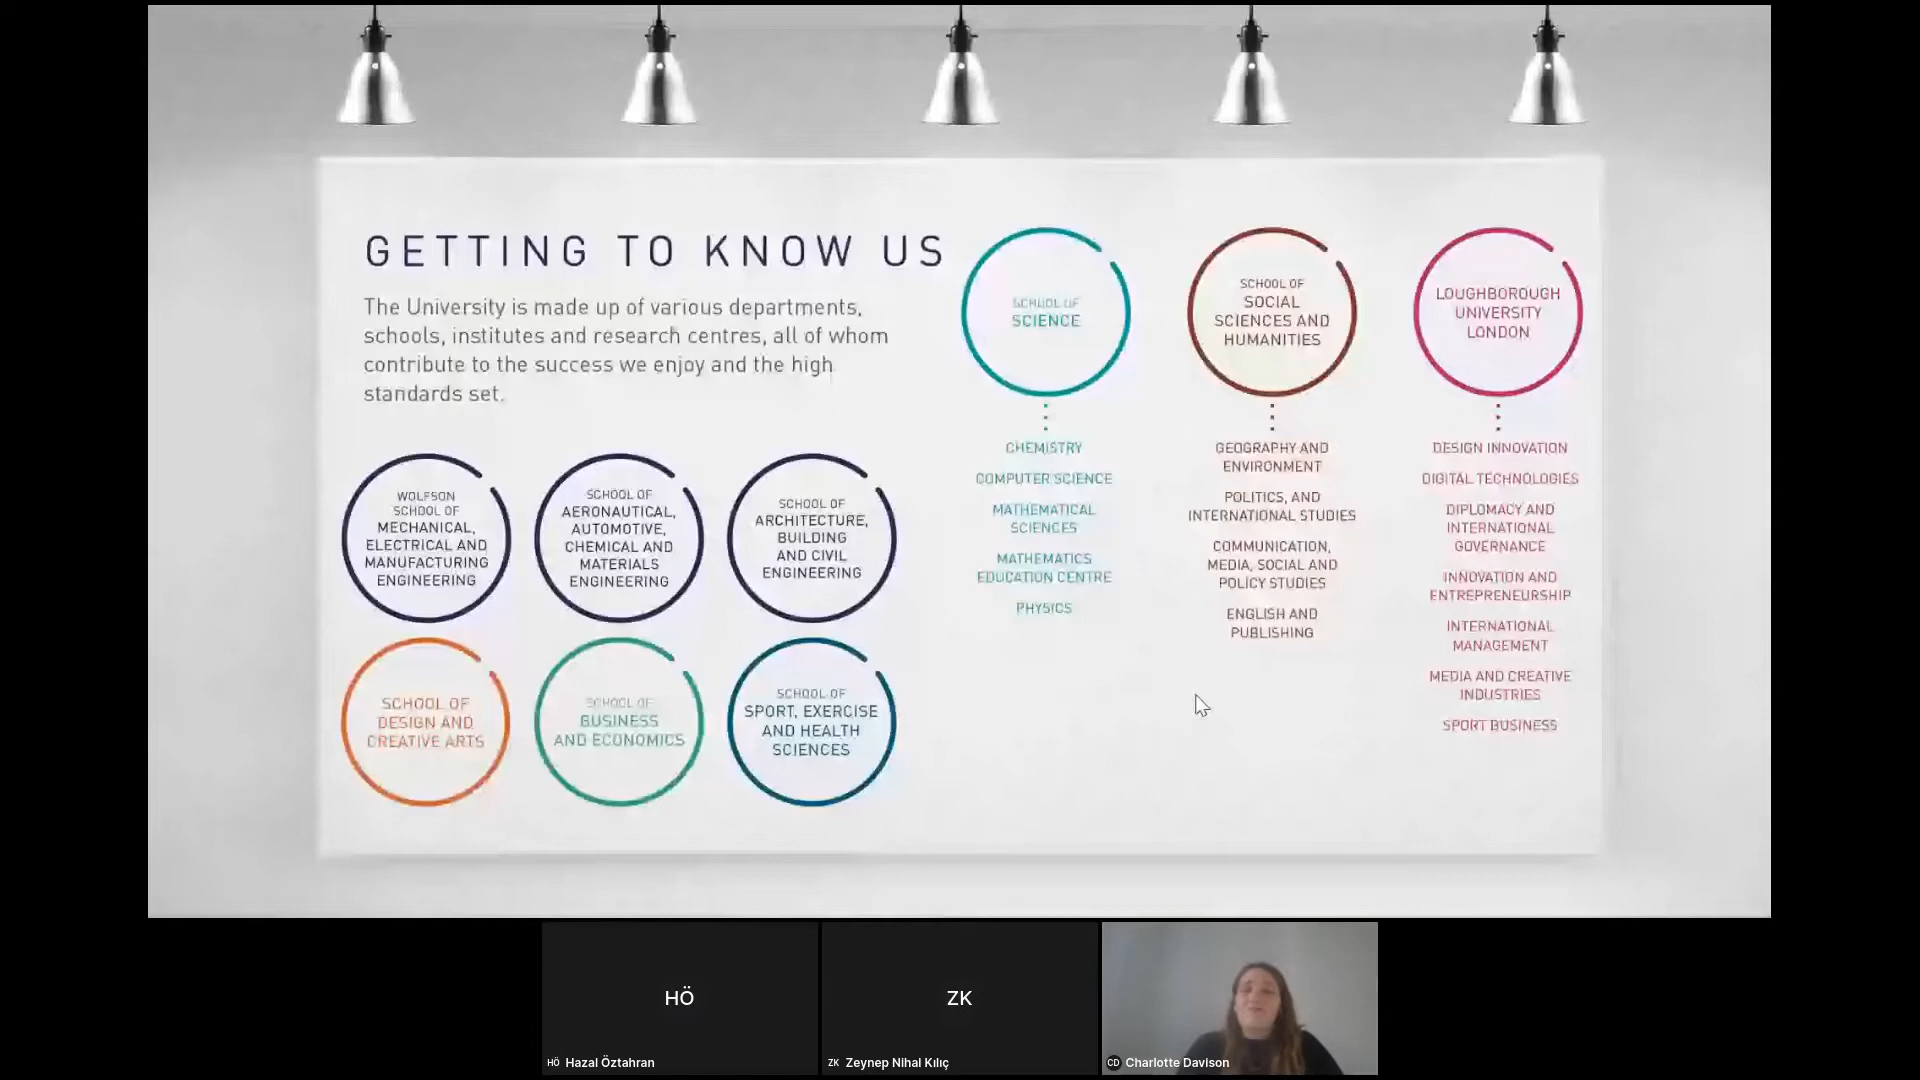 GETTING TO KNOW US
The University is made up of various departments,
schools, institutes and research centres, all of whom
contribute to the success we enjoy and the high
standards set.
WOLFSON
SCHOOL OF
MECHANICAL,
ELECTRICAL AND
MANUFACTURING
ENGINEERING
SCHOOL OF
AERONAUTICAL,
AUTOMOTIVE,
CHEMICAL AND
MATERIALS
ENGINEERING
SCHOOL OF
ARCHITECTURE,
BUILDING
AND CIVIL
ENGINEERING
SCHOOL OF
DESIGN AND
CREATIVE ARTS
SCHOOL OF
BUSINESS
AND ECONOMICS
SCHOOL OF
SPORT, EXERCISE
AND HEALTH
SCIENCES
SCHOOL OF
SCIENCE
CHEMISTRY
COMPUTER SCIENCE
MATHEMATICAL
SCIENCES
MATHEMATICS
EDUCATION CENTRE
PHYSICS
SCHOOL OF
SOCIAL
SCIENCES AND
HUMANITIES
GEOGRAPHY AND
ENVIRONMENT
POLITICS, AND
INTERNATIONAL STUDIES
COMMUNICATION,
MEDIA, SOCIAL AND
POLICY STUDIES
ENGLISH AND
PUBLISHING
LOUGHBOROUGH
UNIVERSITY
LONDON
DESIGN INNOVATION
DIGITAL TECHNOLOGIES
DIPLOMACY AND
INTERNATIONAL
GOVERNANCE
INNOVATION AND
ENTREPRENEURSHIP
INTERNATIONAL
MANAGEMENT
MEDIA AND CREATIVE
INDUSTRIES
SPORT BUSINESS
HÖ
HÖ Hazal Öztahran
ZK
ZK Zeynep Nihal Kılıç
CD Charlotte Davison